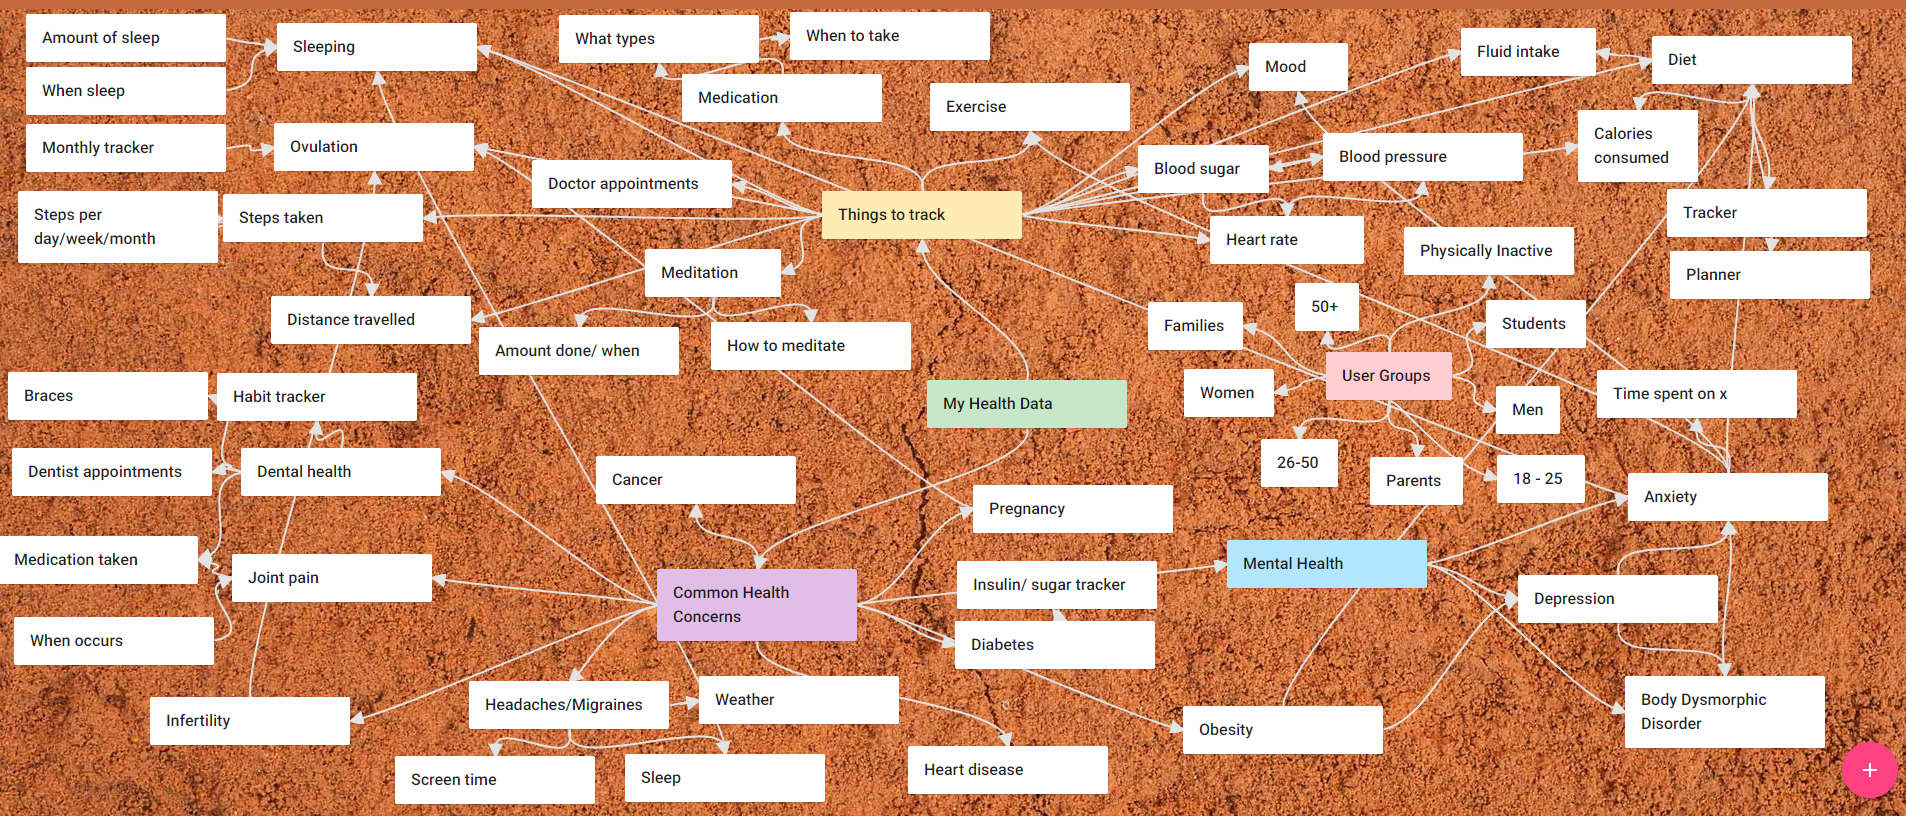 Amount of sleep
Sleeping
What types
When to take
Mood
Fluid intake
Diet
When sleep
Medication
Exercise
Calories
consumed
Monthly tracker
Ovulation
Doctor appointments
Blood sugar
Blood pressure
Steps per
day/week/month
Steps taken
Things to track
Heart rate
Physically Inactive
Tracker
Meditation
Planner
Distance travelled
Amount done/ when
How to meditate
Families
50+
Students
Braces
Habit tracker
My Health Data
Women
User Groups
Men
Time spent on x
Dentist appointments
Dental health
Cancer
26-50
Parents
18 - 25
Anxiety
Pregnancy
Medication taken
Joint pain
Common Health
Concerns
Insulin/ sugar tracker
Mental Health
Depression
When occurs
Diabetes
Infertility
Headaches/Migraines
Weather
Obesity
Body Dysmorphic
Disorder
Screen time
Sleep
Heart disease
+